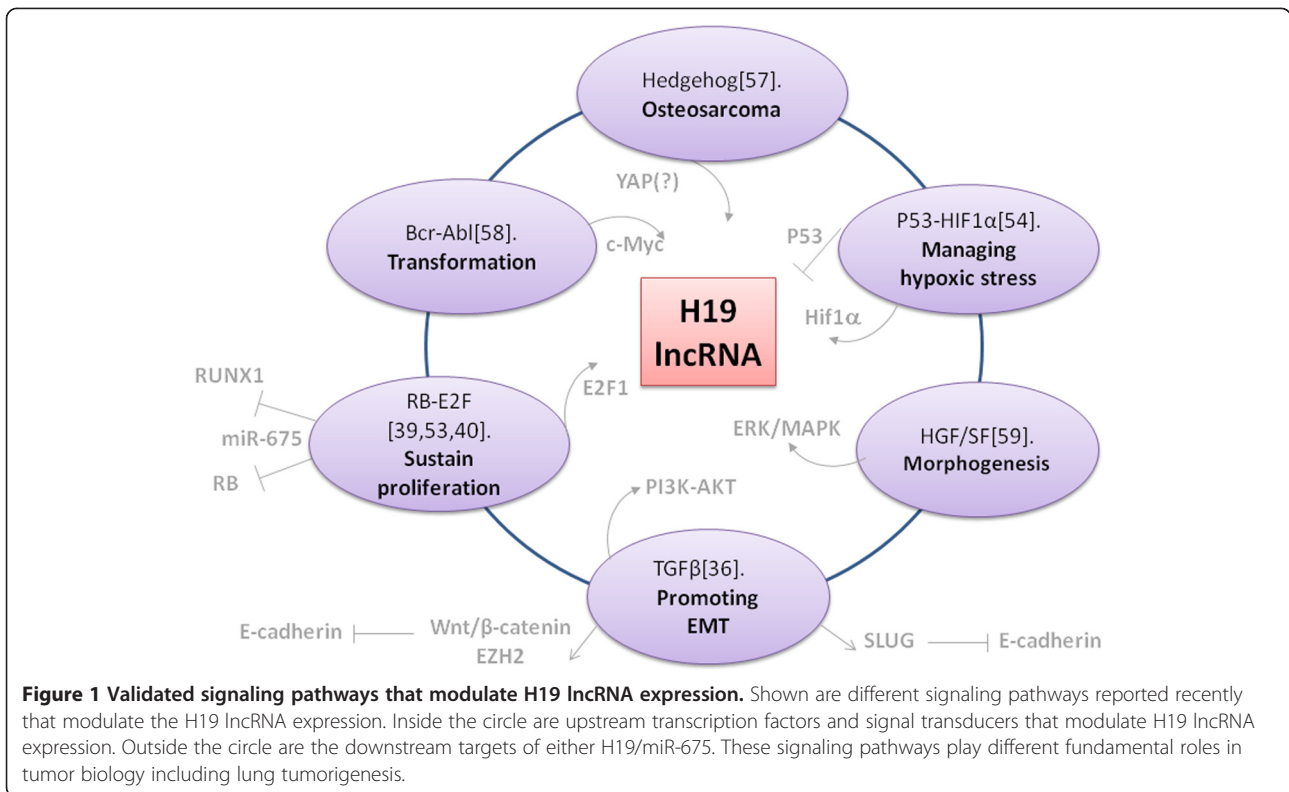 Hedgehog[57].
Osteosarcoma
YAP(?)
Bcr-Abl[58].
Transformation
c-Myc
P53-HIF1α[54].
Managing
hypoxic stress
P53
Hif1α
H19
lncRNA
RUNX1
miR-675
RB
RB-E2F
[39,53,40].
Sustain
proliferation
E2F1
ERK/MAPK
HGF/SF[59].
Morphogenesis
PI3K-AKT
TGFβ[36].
Promoting
EMT
E-cadherin
Wnt/β-catenin
EZH2
SLUG
E-cadherin
Figure 1 Validated signaling pathways that modulate H19 lncRNA expression. Shown are different signaling pathways reported recently
that modulate the H19 lncRNA expression. Inside the circle are upstream transcription factors and signal transducers that modulate H19 lncRNA
expression. Outside the circle are the downstream targets of either H19/miR-675. These signaling pathways play different fundamental roles in
tumor biology including lung tumorigenesis.